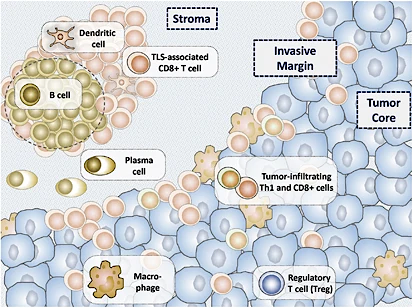 Stroma
Dendritic
cell
TLS-associated
CD8+ T cell
Invasive
Margin
B cell
Tumor
Core
Plasma
cell
Tumor-infiltrating
Th1 and CD8+ cells
Macro-
phage
Regulatory
T cell (Treg)